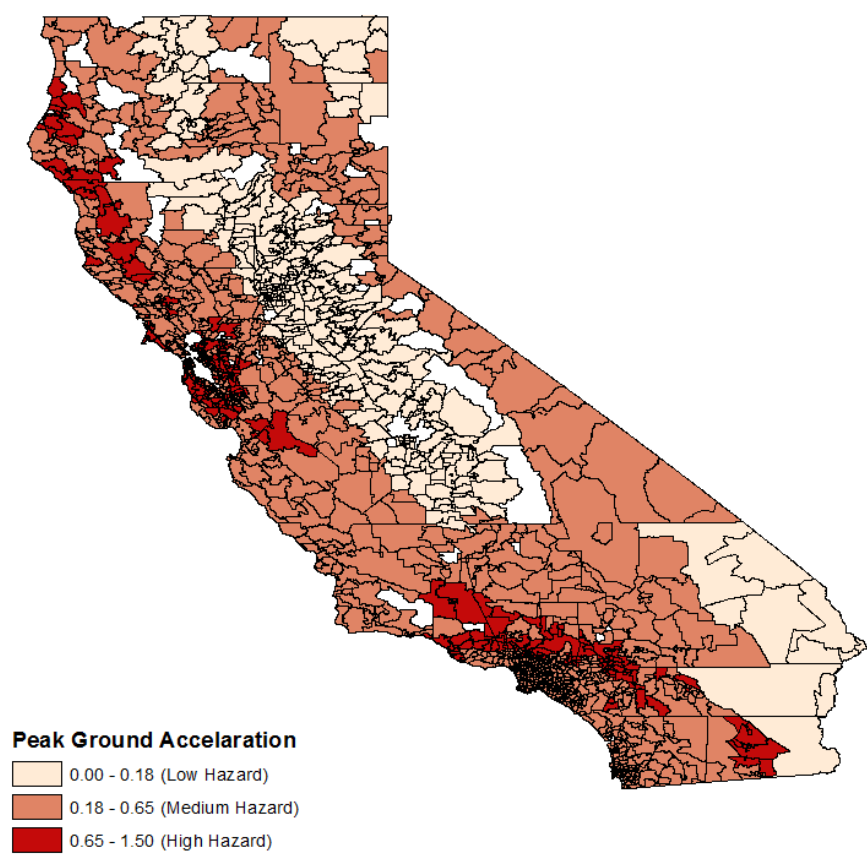 Peak Ground Accelaration
0.00 - 0.18 (Low Hazard)
0.18 - 0.65 (Medium Hazard)
0.65 - 1.50 (High Hazard)